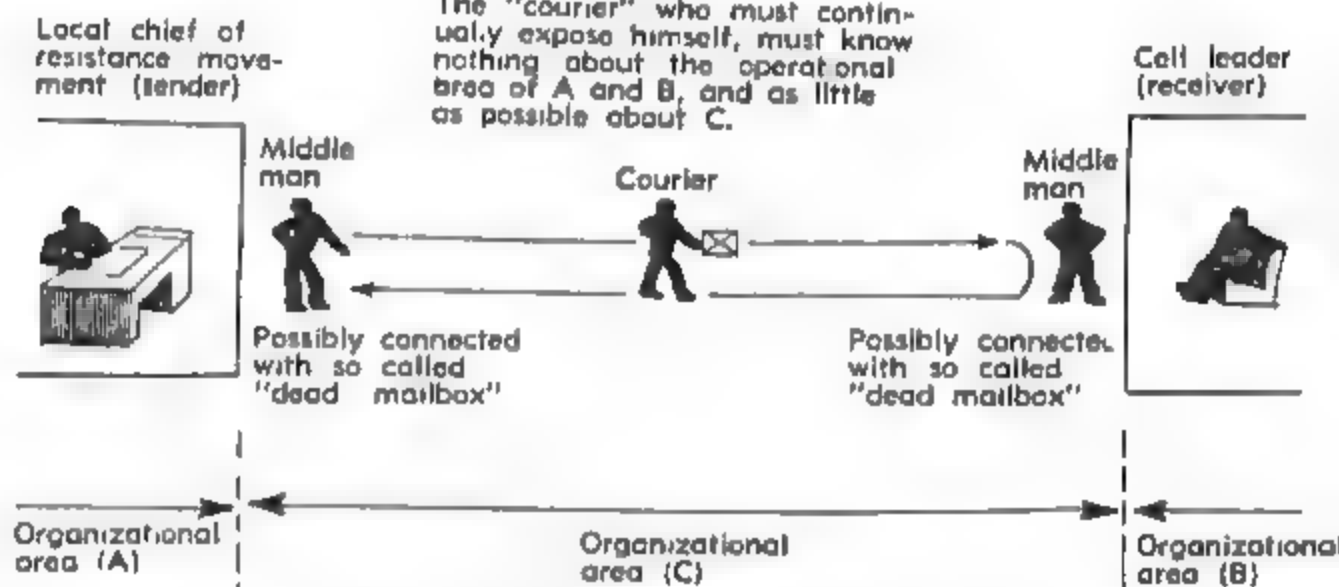 Local chief of
resistance move-
ment (sender)
The "courier" who must contin-
ual.y expose himself, must know
nothing about the operational
area of A and B, and as little
as possible about C.
Cell leader
(receiver)
Middle
man
Courier
Middle
man
Possibly connected
with so called
"dead mailbox"
Possibly connected
with so called
"dead mailbox"
Organizational
area (A)
Organizational
area (C)
Organizational
area (B)